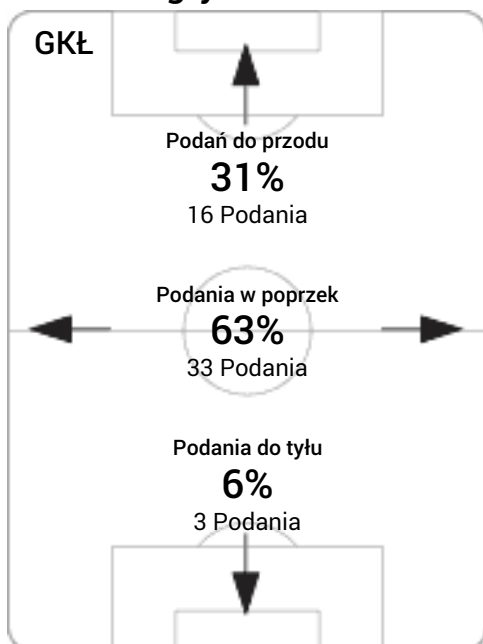 GKŁ
Podań do przodu
31%
16 Podania
Podania w poprzek
63%
33 Podania
Podania do tyłu
6%
3 Podania